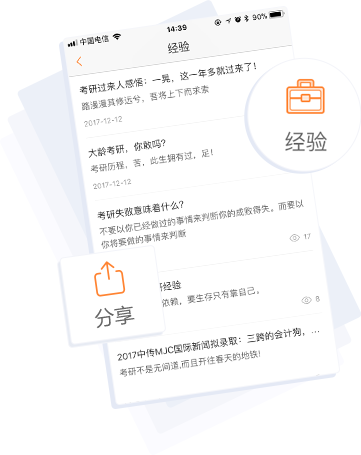 中国电信
14:39
90%
经验
考研过来人感悟：一晃，这一年多就过来了!
路漫漫其修远兮，吾将上下而求索
2017-12-12
经验
大龄考研，你敢吗？
考研历程，苦，此生拥有过，足!
2017-12-12
考研失败意味着什么？
不要以你已经做过的事情来判断你的成败得失。而要以
你将要做的事情来判断
17
分享
经验
依赖，要生存只有靠自己。
8
2017中传MJC国际新闻拟录取：三跨的会计狗，...
考研不是无间道,而且开往春天的地铁!